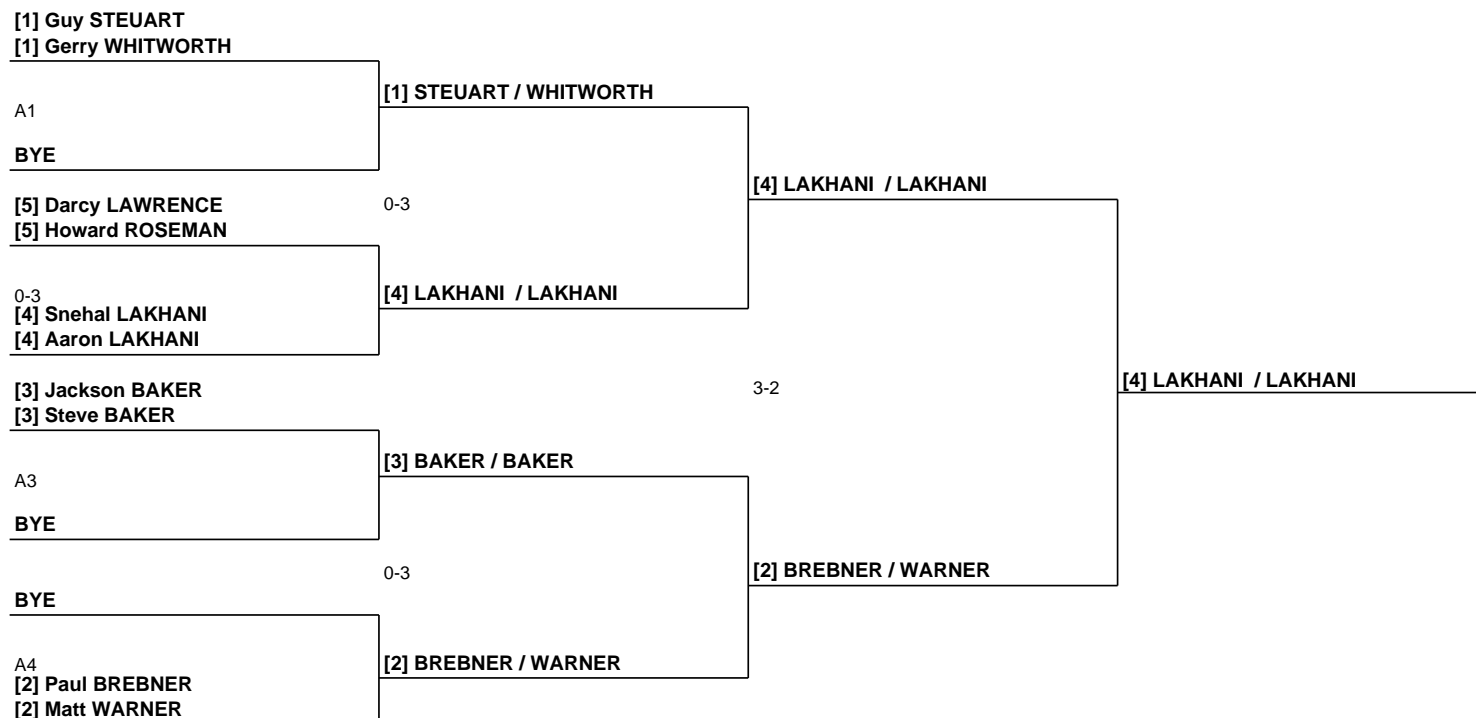 [1] Guy STEUART
[1] Gerry WHITWORTH
[1] STEUART / WHITWORTH
A1
BYE
[4] LAKHANI / LAKHANI
[5] Darcy LAWRENCE
0-3
[5] Howard ROSEMAN
0-3
[4] LAKHANI / LAKHANI
[4] Snehal LAKHANI
[4] Aaron LAKHANI
[4] LAKHANI / LAKHANI
[3] Jackson BAKER
3-2
[3] Steve BAKER
[3] BAKER / BAKER
A3
BYE
0-3
[2] BREBNER / WARNER
BYE
A4
[2] BREBNER / WARNER
[2] Paul BREBNER
[2] Matt WARNER